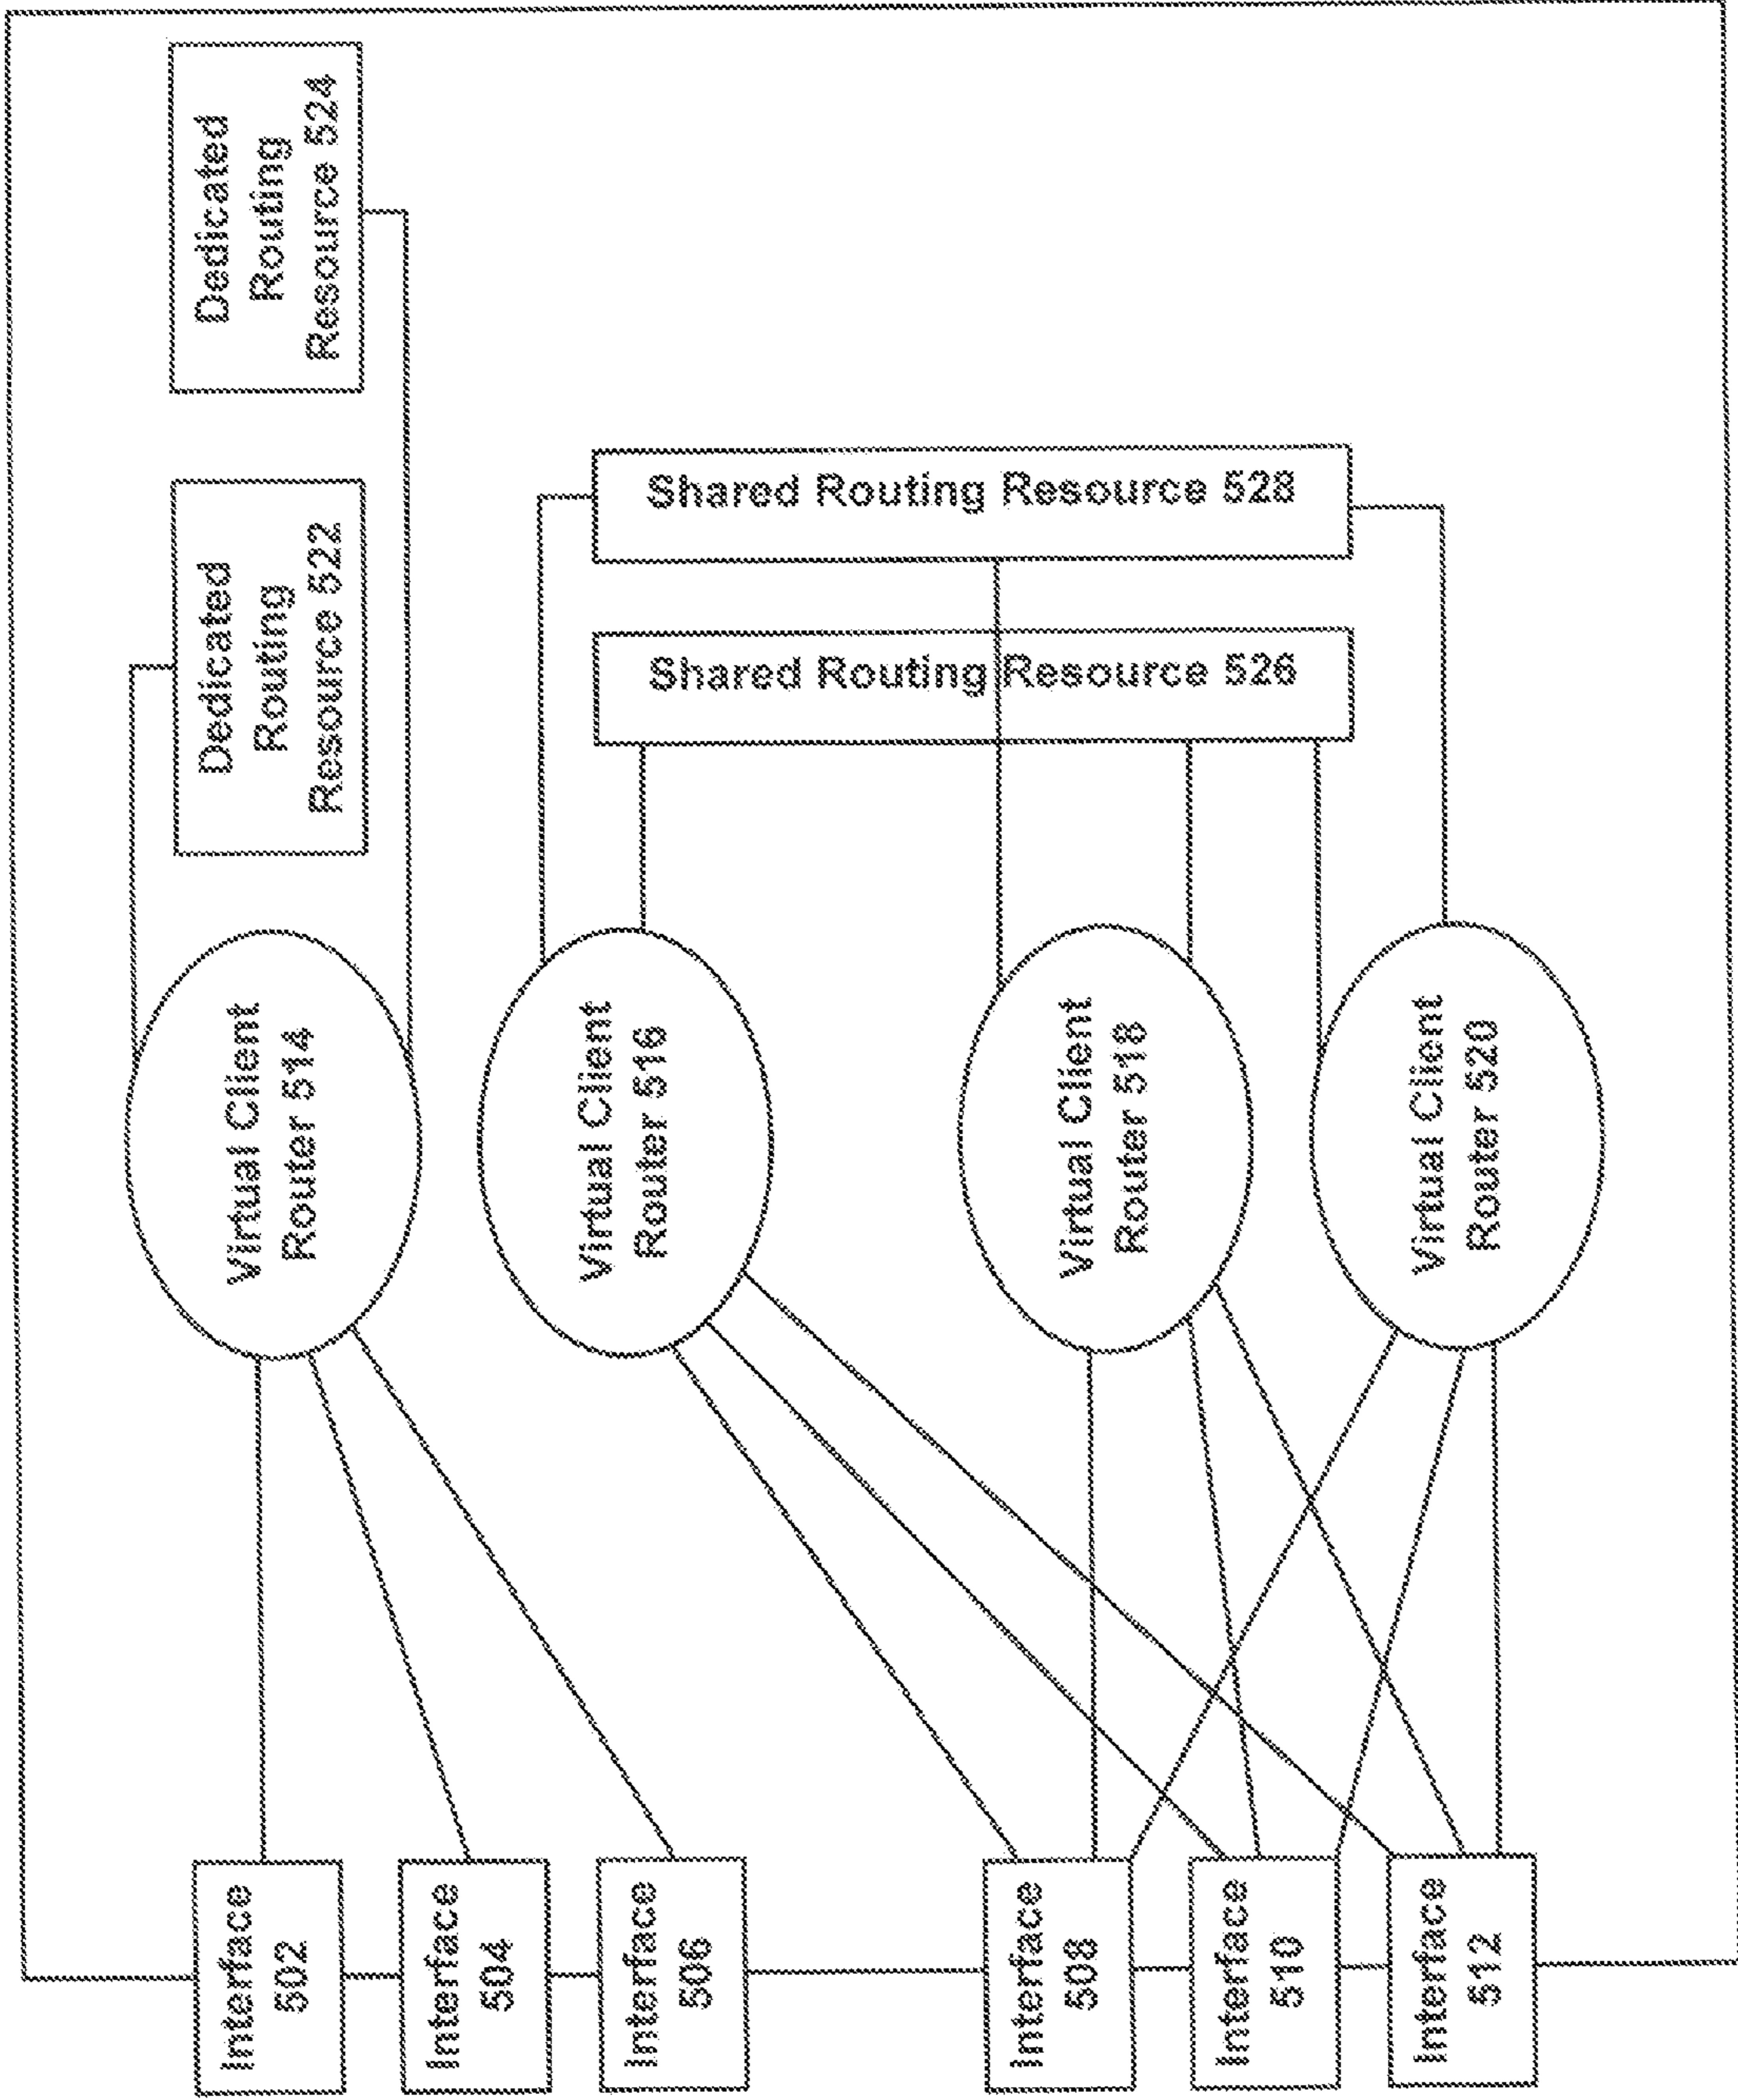 Interface
502
Interface
504
Interface
506
Interface
508
Interface
510
Interface
512
Virtual Client
Router 514
Virtual Client
Router 516
Virtual Client
Router 518
Virtual Client
Router 520
Dedicated
Routing
Resource 522
Dedicated
Routing
Resource 524
Shared Routing Resource 526
Shared Routing Resource 528